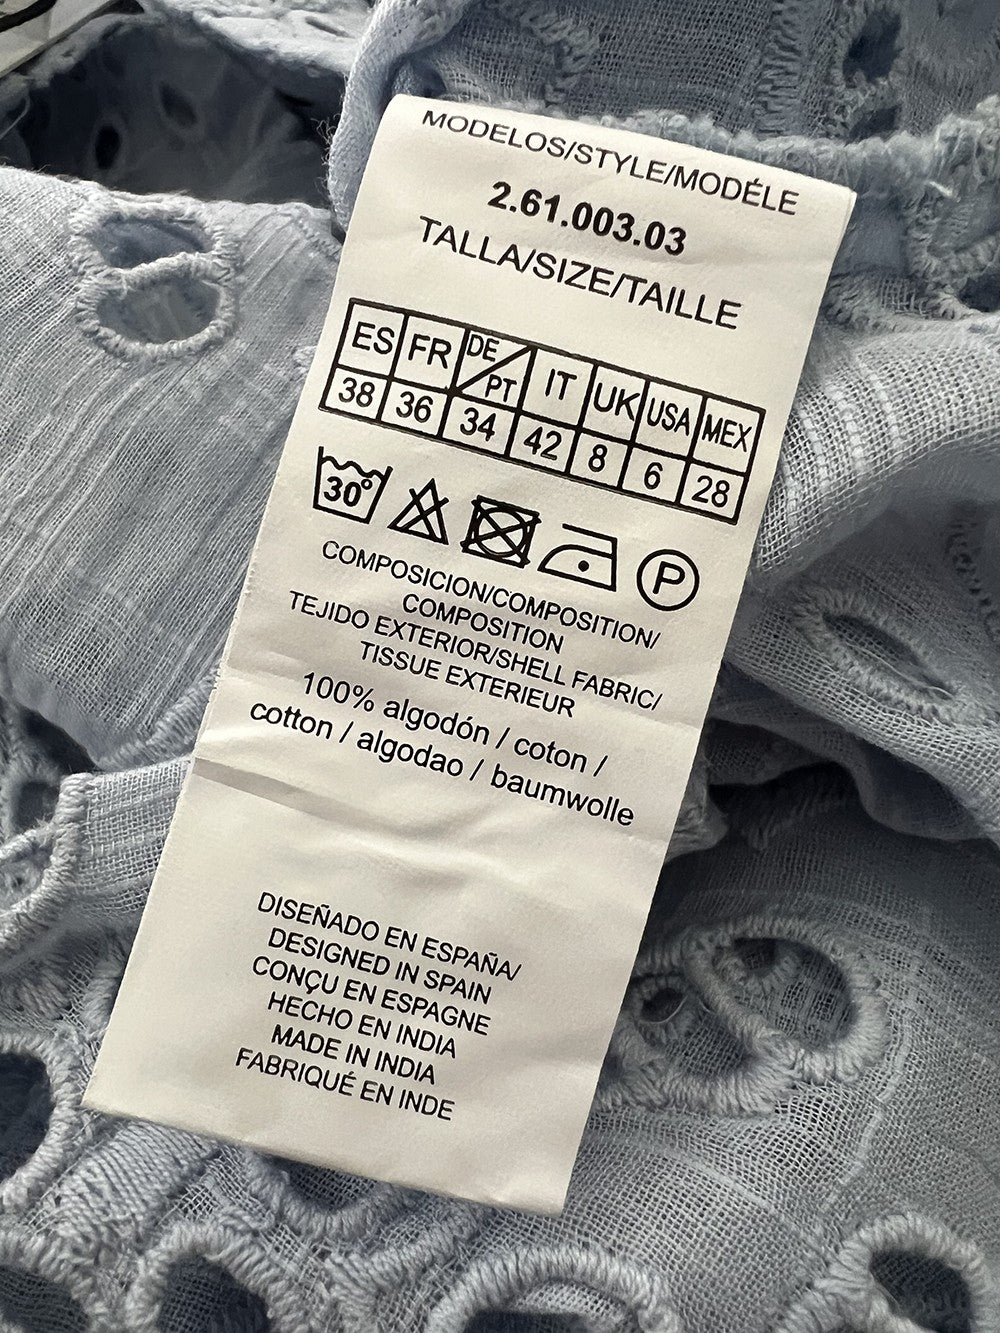 MODELOS/STYLE/MODÉLE
2.61.003.03
TALLA/SIZE/TAILLE
ES FR DE/PT IT UK USA MEX
38 36 34 42 8 6 28
30° P
COMPOSICION/COMPOSITION/
COMPOSITION
TEJIDO EXTERIOR/SHELL FABRIC/
TISSUE EXTERIEUR
100% algodón / coton /
cotton / algodao / baumwolle
DISEÑADO EN ESPAÑA/
DESIGNED IN SPAIN
CONÇU EN ESPAGNE
HECHO EN INDIA
MADE IN INDIA
FABRIQUÉ EN INDE